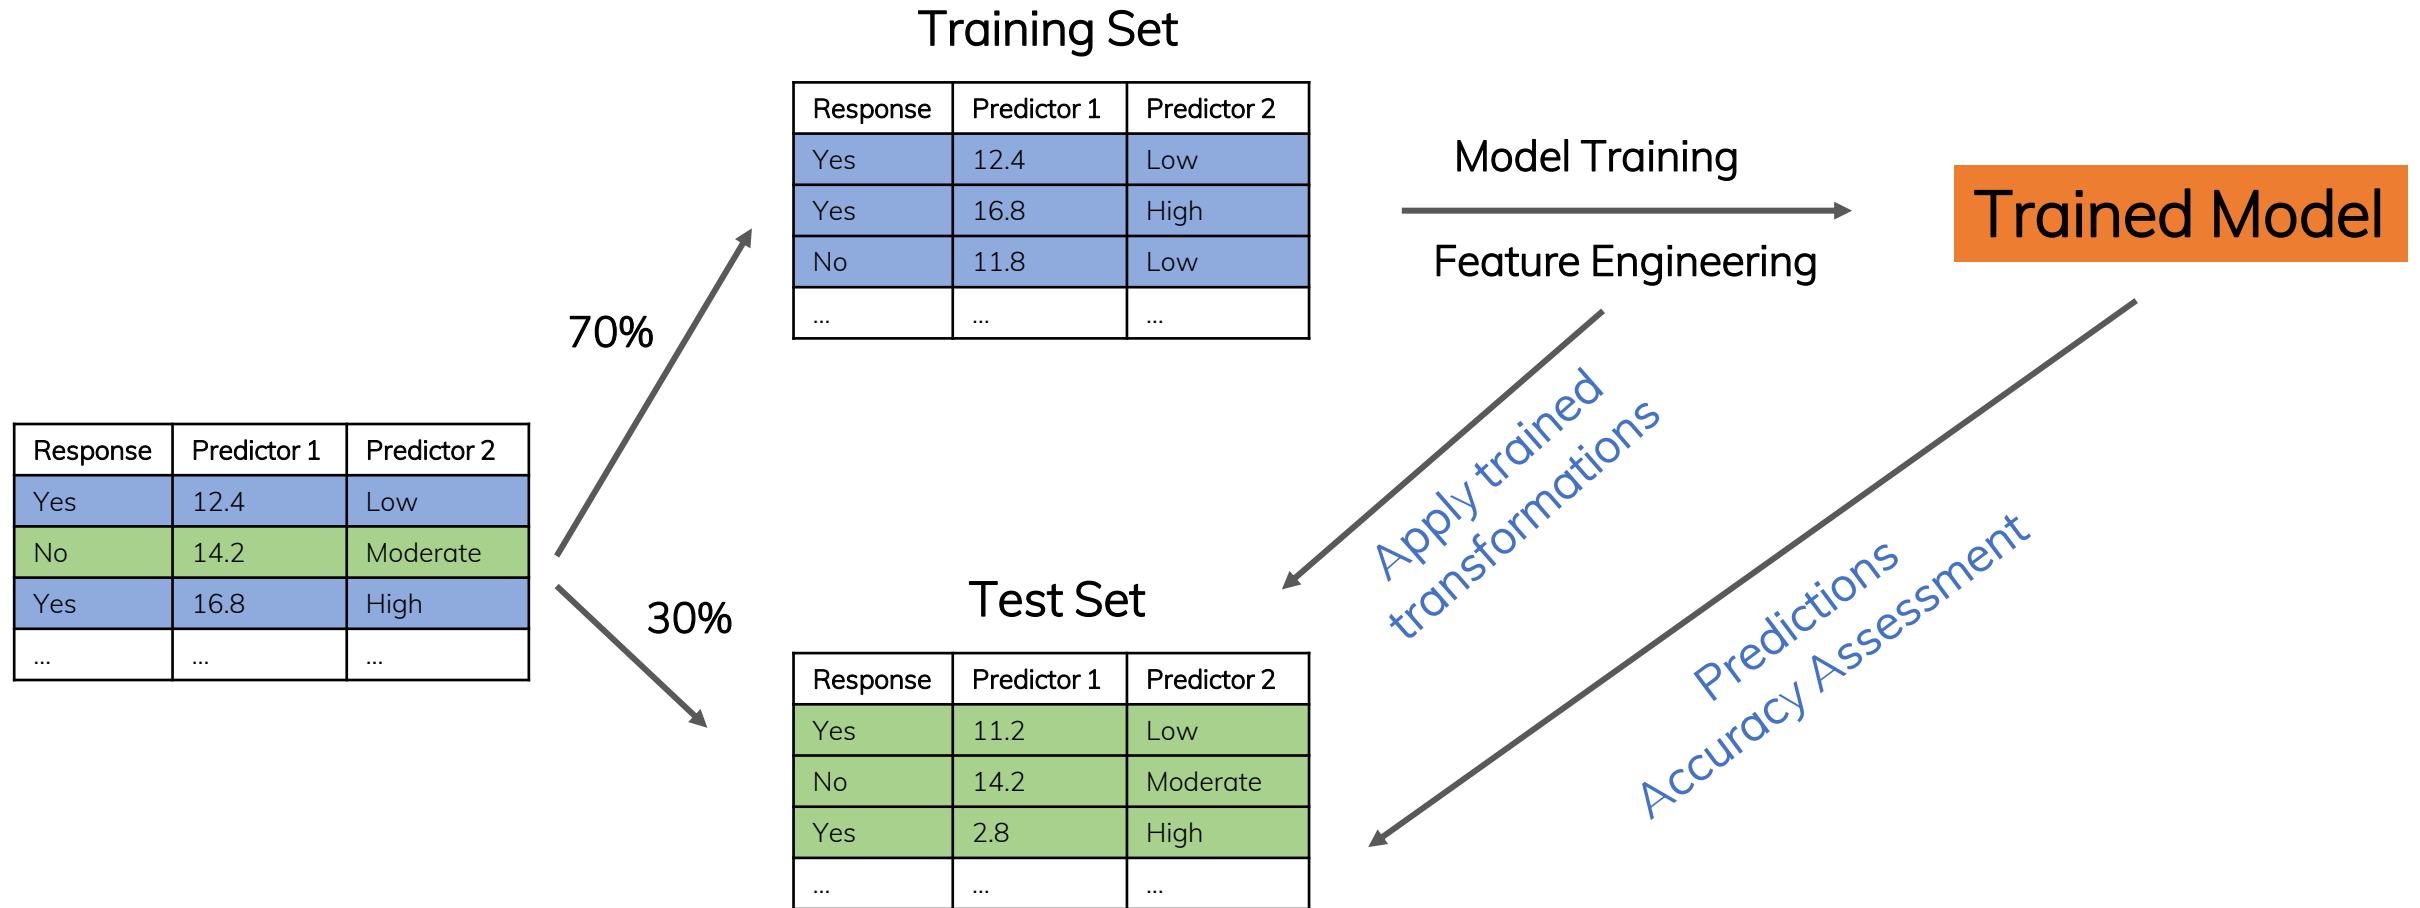 Training Set
Response Predictor 1 Predictor 2
Yes 12.4 Low
Yes 16.8 High
No 11.8 Low
... ... ...
Model Training
Feature Engineering
Trained Model
70%
30%
Response Predictor 1 Predictor 2
Yes 12.4 Low
No 14.2 Moderate
Yes 16.8 High
... ... ...
Apply trained
transformations
Predictions
Accuracy Assessment
Test Set
Response Predictor 1 Predictor 2
Yes 11.2 Low
No 14.2 Moderate
Yes 2.8 High
... ... ...